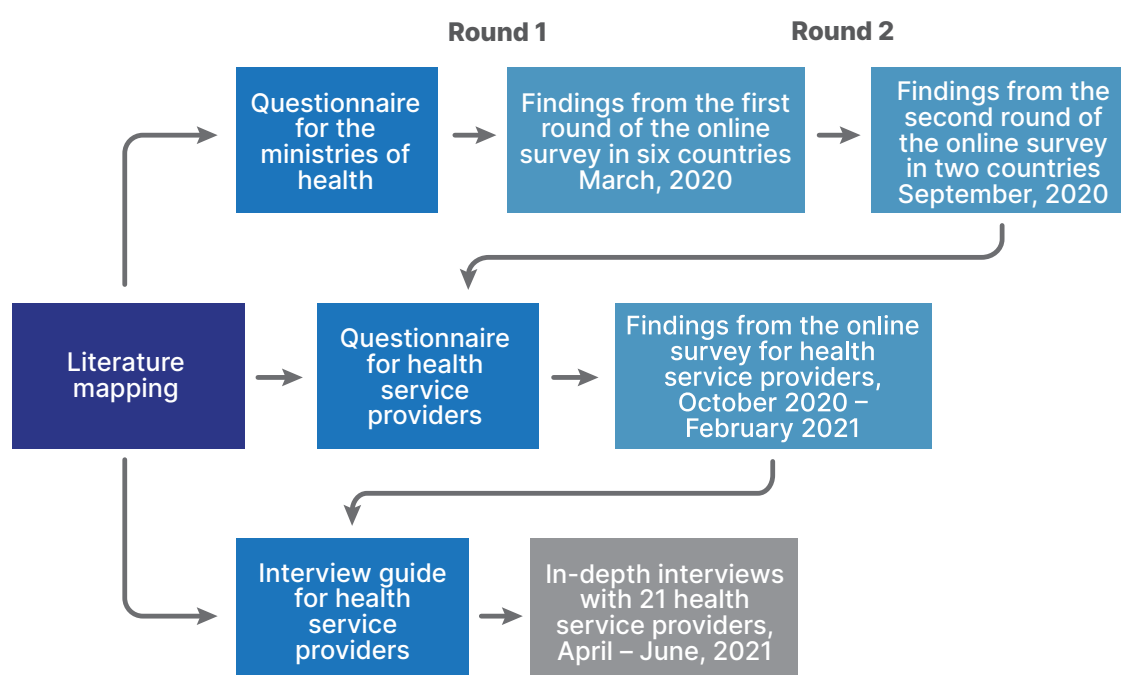 Round 1
Round 2
Questionnaire
for the
ministries of
health
Findings from the first
round of the online
survey in six countries
March, 2020
Findings from the
second round of
the online survey
in two countries
September, 2020
Literature
mapping
Questionnaire
for health
service
providers
Findings from the online
survey for health
service providers,
October 2020 –
February 2021
Interview guide
for health
service
providers
In-depth interviews
with 21 health
service providers,
April – June, 2021